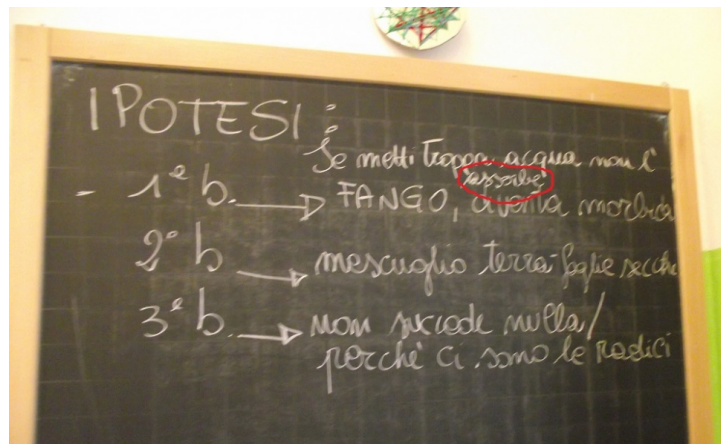 IPOTESI:
Se metti troppa acqua non l'
"assorbe"
- 1ª b. → FANGO, diventa morbida
2ª b → mescuglio terra-foglie secche
3ª b. → non succede nulla/
perchè ci sono le radici